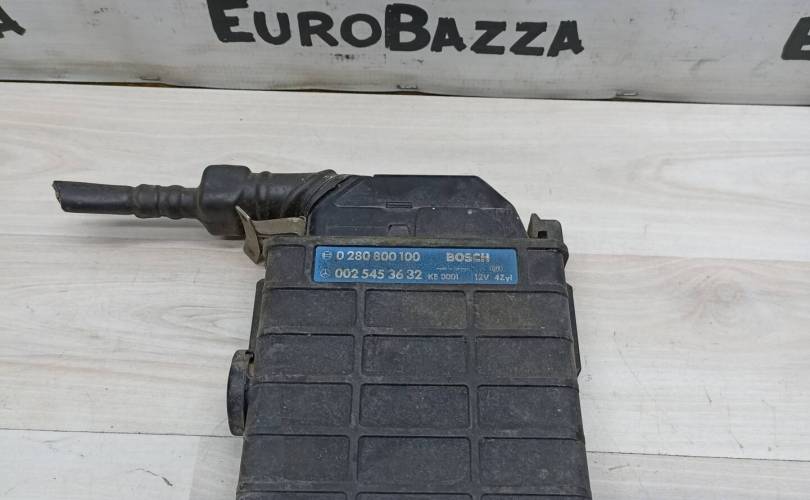 EUROBAZZA
0 280 800 100 BOSCH
002 545 36 32 KE 0001 12V 4Zyl